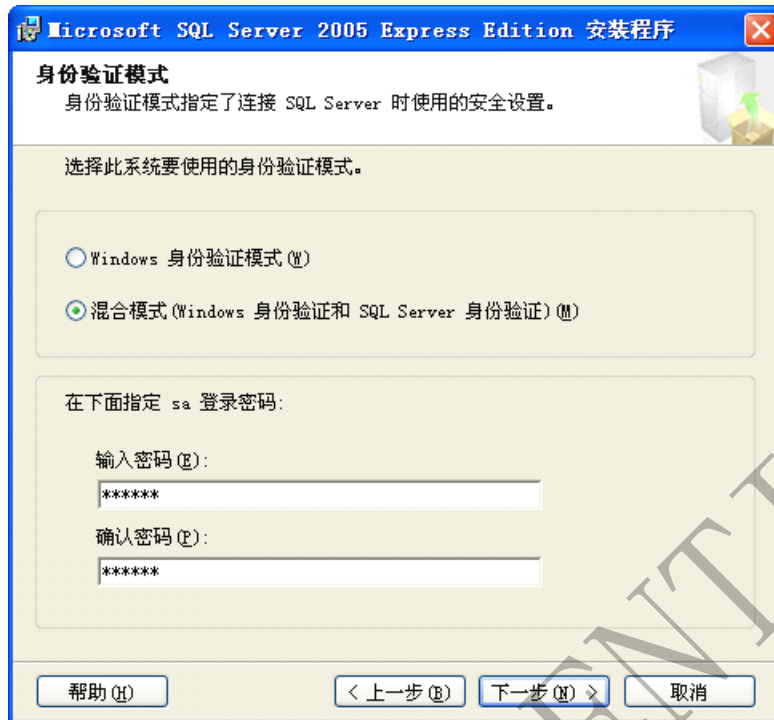 Microsoft SQL Server 2005 Express Edition 安装程序
身份验证模式
身份验证模式指定了连接 SQL Server 时使用的安全设置。
选择此系统要使用的身份验证模式。
Windows 身份验证模式(W)
混合模式(Windows 身份验证和 SQL Server 身份验证)(M)
在下面指定 sa 登录密码:
输入密码(E):
******
确认密码(P):
******
帮助(H)
< 上一步(B)
下一步(N) >
取消